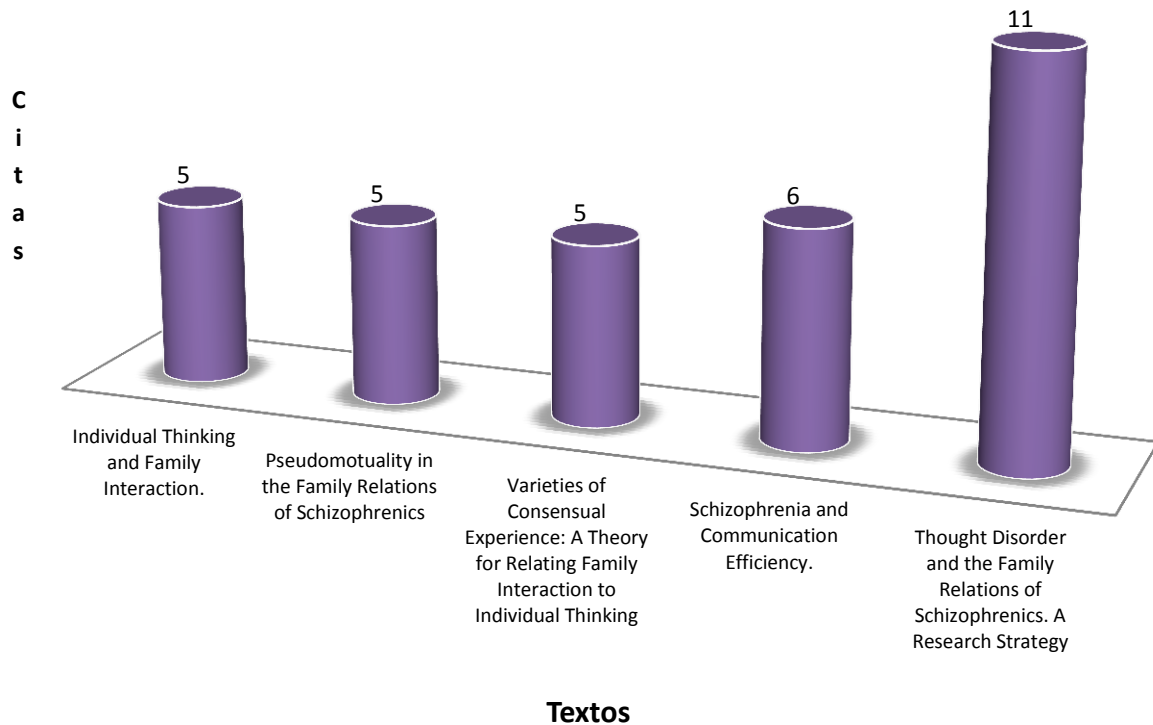 11
C
i
t
a
s
5
5
5
6
Individual Thinking
and Family
Interaction.
Pseudomotuality in
the Family Relations
of Schizophrenics
Varieties of
Consensual
Experience: A Theory
for Relating Family
Interaction to
Individual Thinking
Schizophrenia and
Communication
Efficiency.
Thought Disorder
and the Family
Relations of
Schizophrenics. A
Research Strategy
Textos